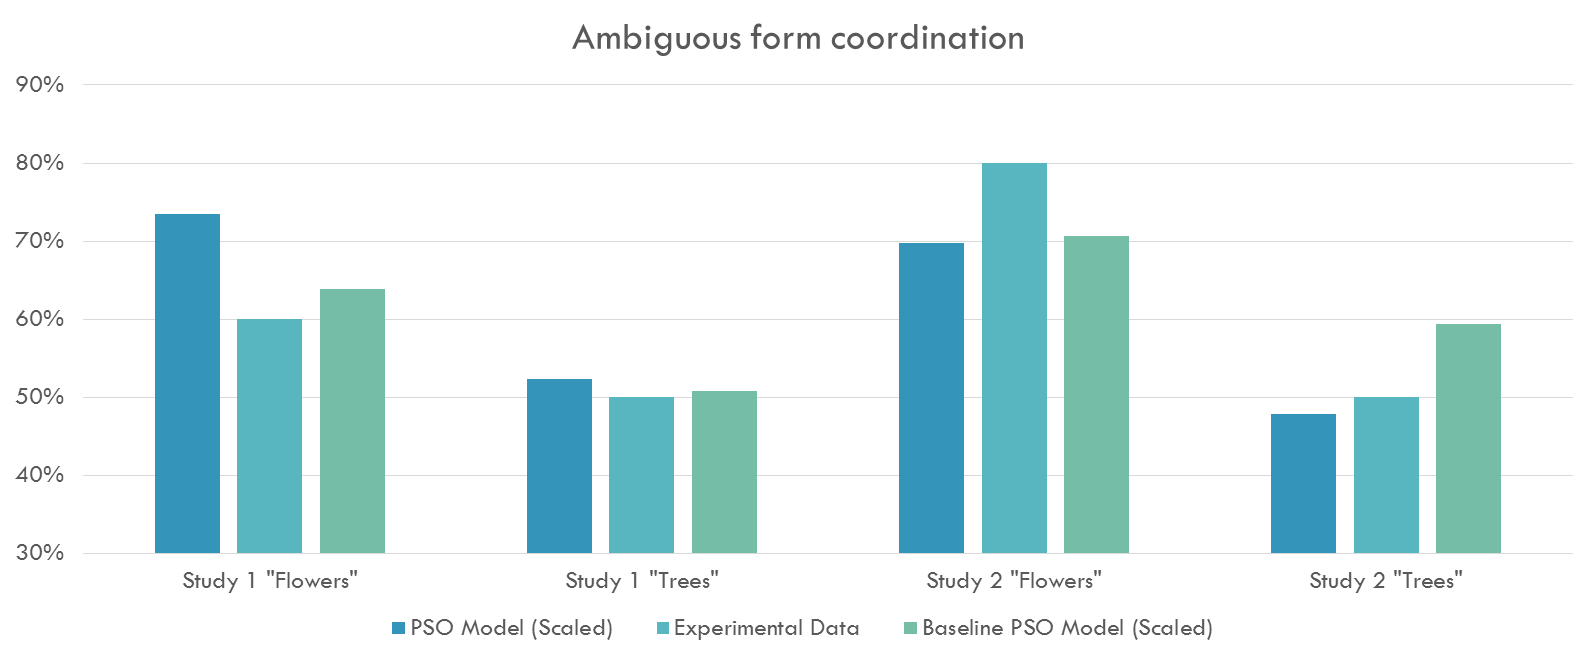 Ambiguous form coordination
90%
80%
70%
60%
50%
40%
30%
Study 1 "Flowers"
Study 1 "Trees"
Study 2 "Flowers"
Study 2 "Trees"
PSO Model (Scaled)
Experimental Data
Baseline PSO Model (Scaled)